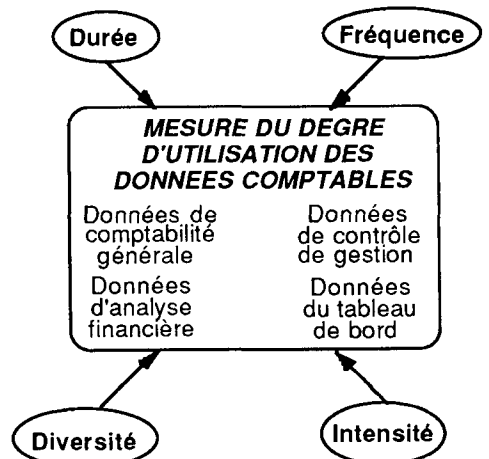 Durée
Fréquence
MESURE DU DEGRE
D'UTILISATION DES
DONNEES COMPTABLES
Données de
comptabilité
générale
Données
de contrôle
de gestion
Données
d'analyse
financière
Données
du tableau
de bord
Diversité
Intensité